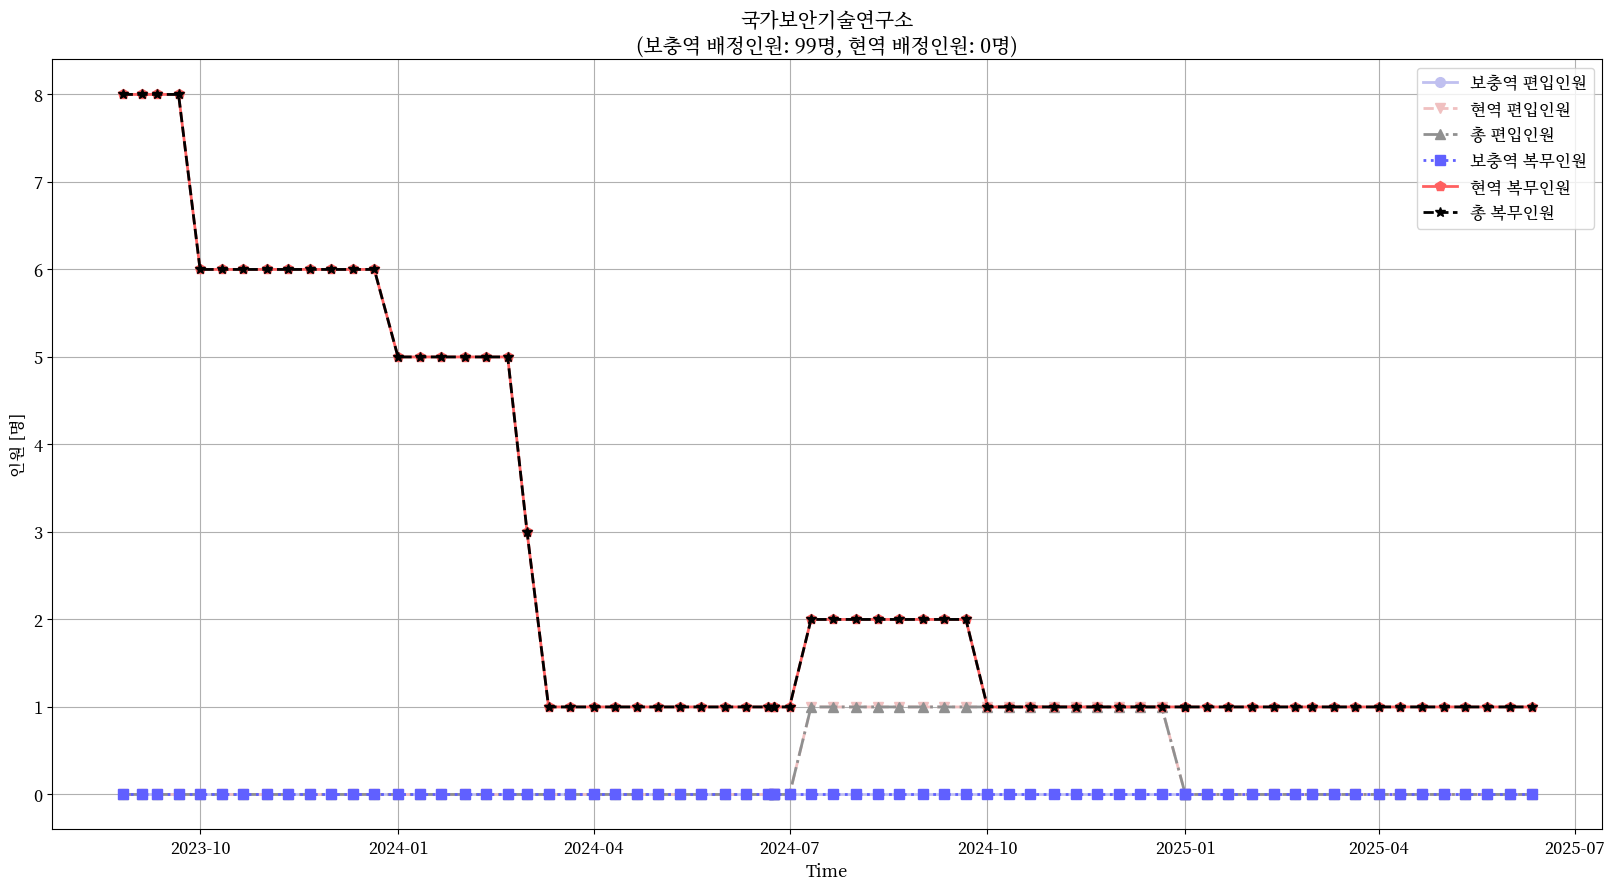 국가보안기술연구소
(보충역 배정인원: 99명, 현역 배정인원: 0명)
보충역 편입인원
현역 편입인원
총 편입인원
보충역 복무인원
현역 복무인원
총 복무인원
인원 [명]
8
7
6
5
4
3
2
1
0
2023-10
2024-01
2024-04
2024-07
2024-10
2025-01
2025-04
2025-07
Time